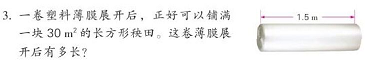 3. 一卷塑料薄膜展开后，正好可以铺满
一块 30 m² 的长方形秧田。这卷薄膜展
开后有多长？
1.5 m